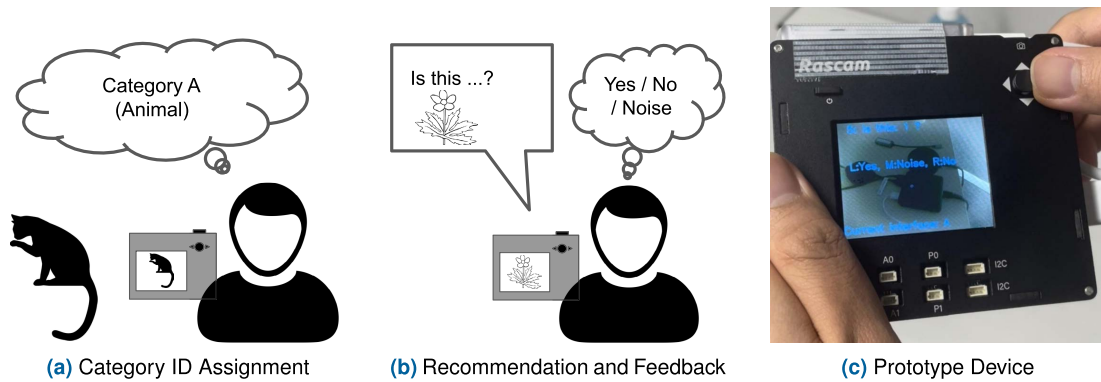 Category A
(Animal)
Is this ...?
Yes / No
/ Noise
Rascam
L:Yes, M:Noise, R:No
A0
P0
I2C
I2C
A1
P1
(a) Category ID Assignment
(b) Recommendation and Feedback
(c) Prototype Device